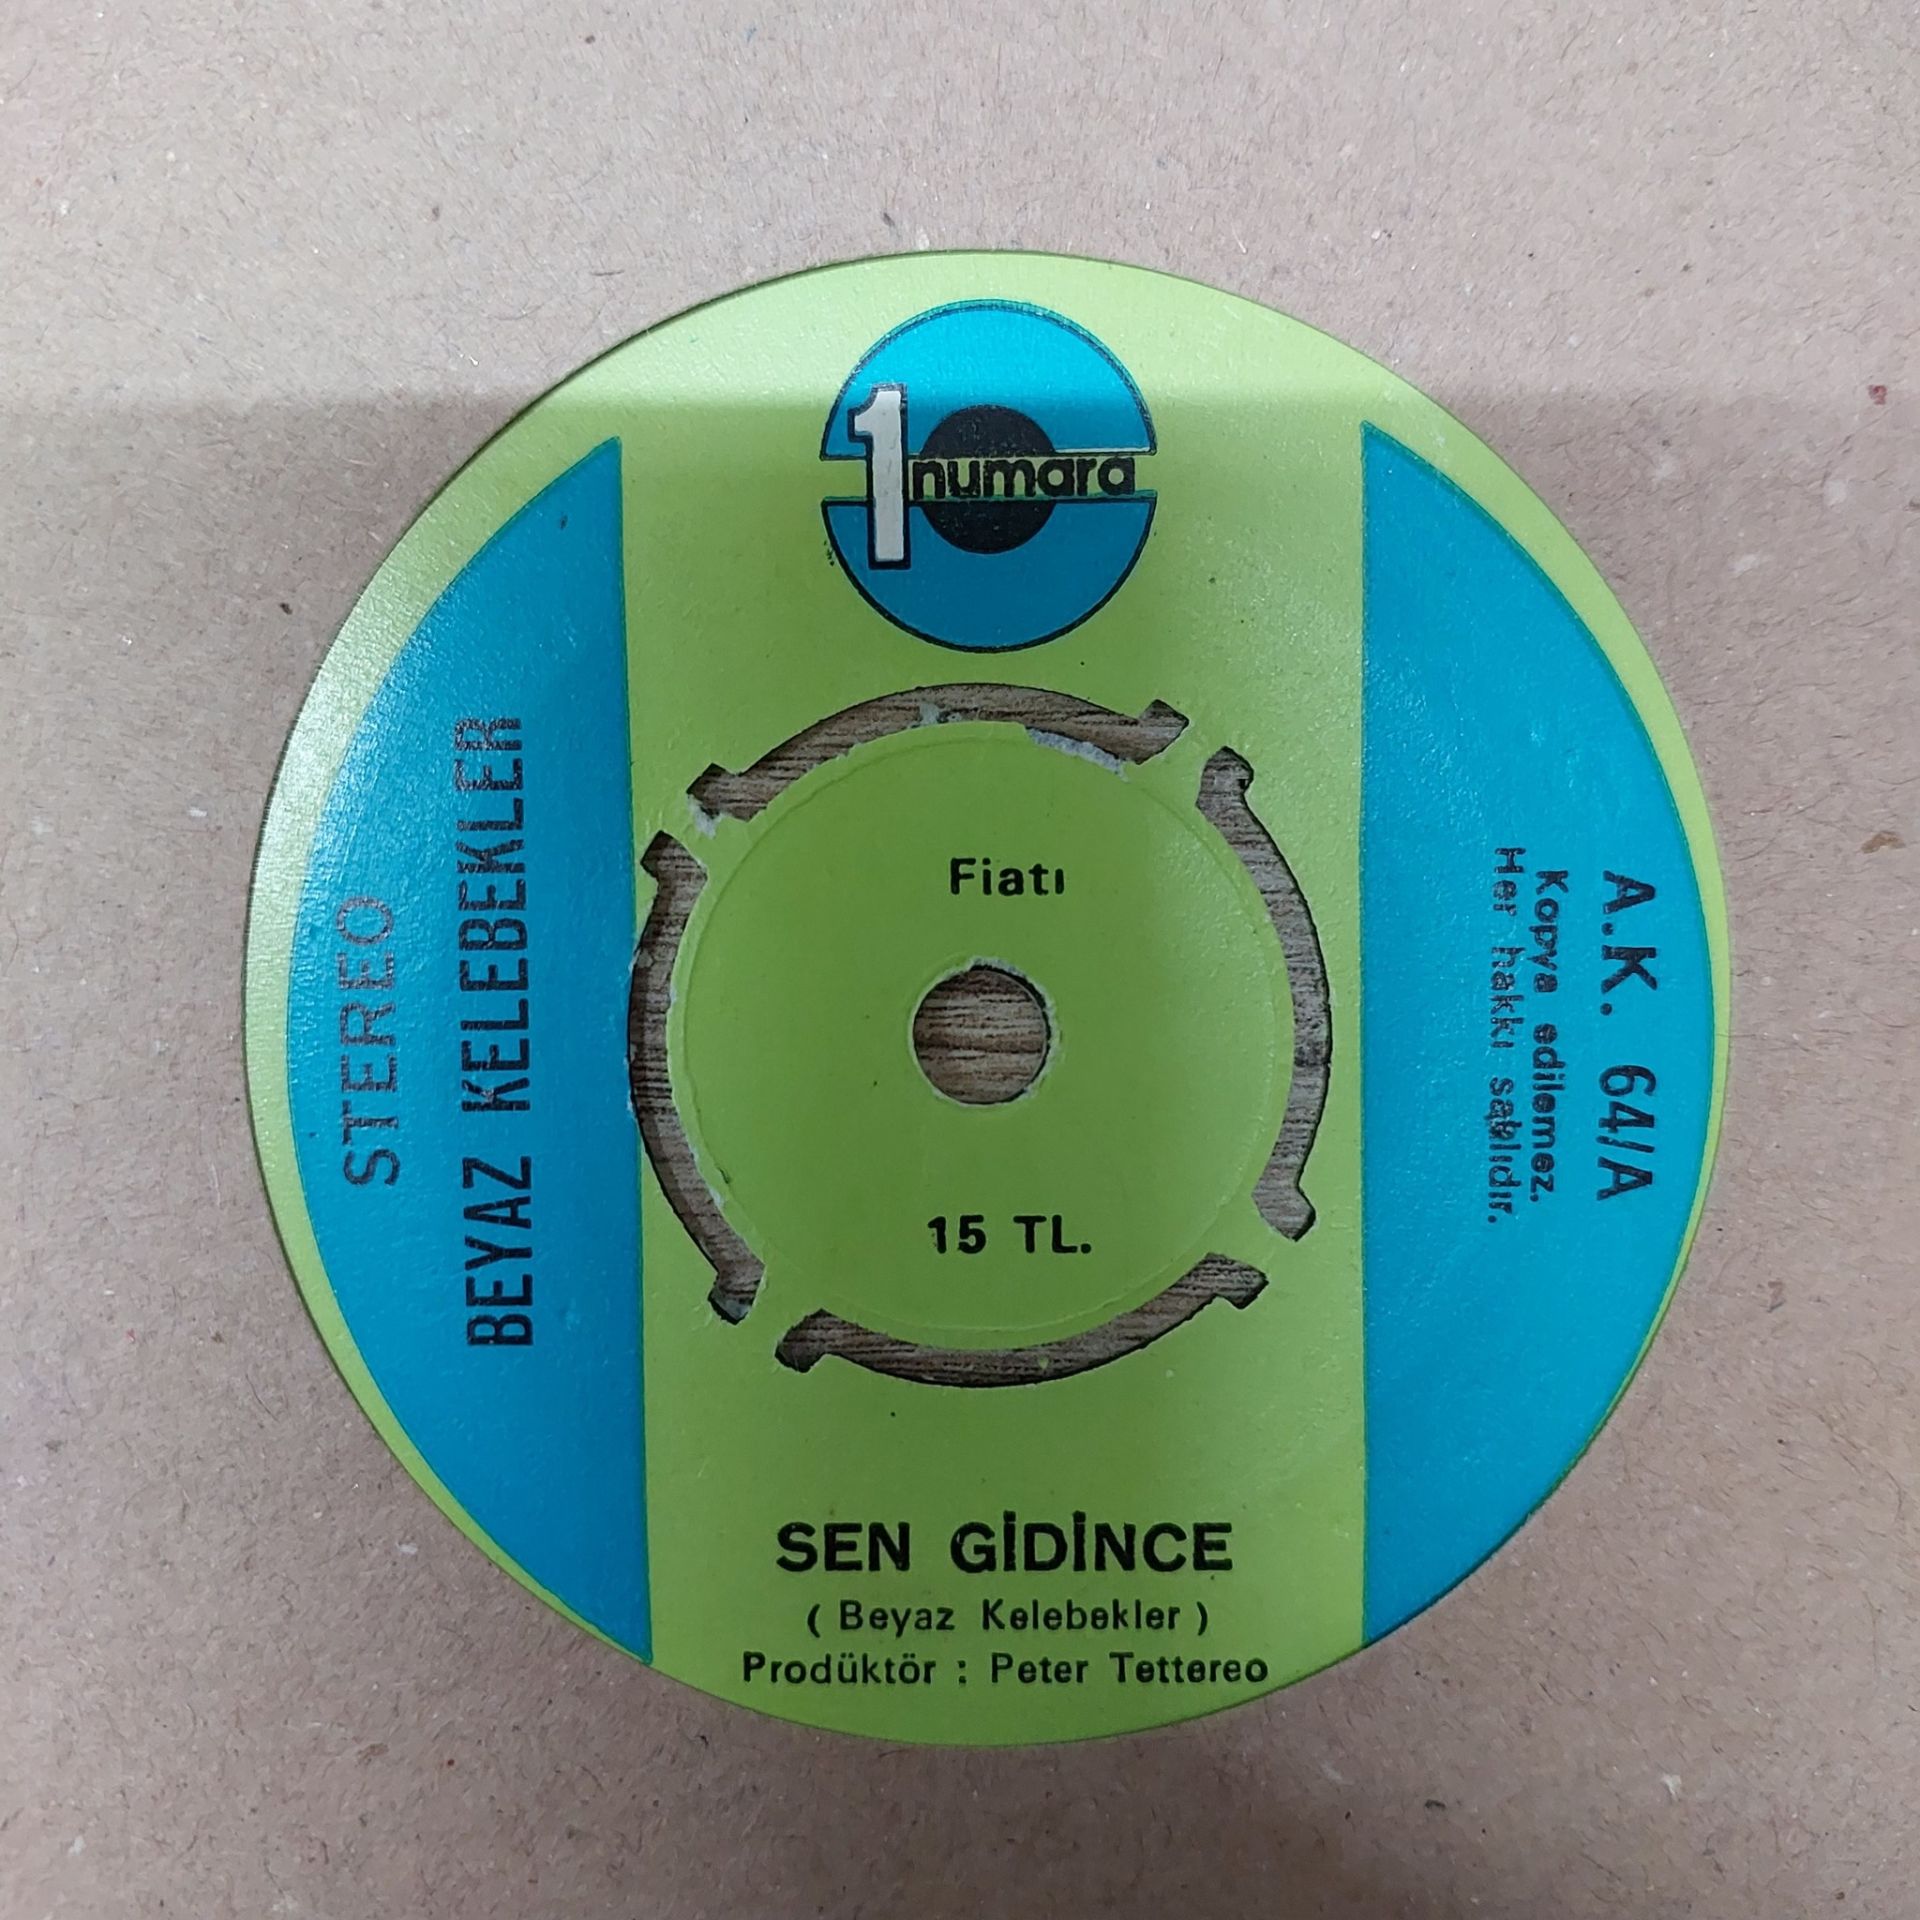 1 numara
STEREO
BEYAZ KELEBEKLER
Fiatı
15 TL.
A.K. 64/A
Kopya edilemez.
Her hakkı saklıdır.
SEN GİDİNCE
( Beyaz Kelebekler )
Prodüktör : Peter Tettereo